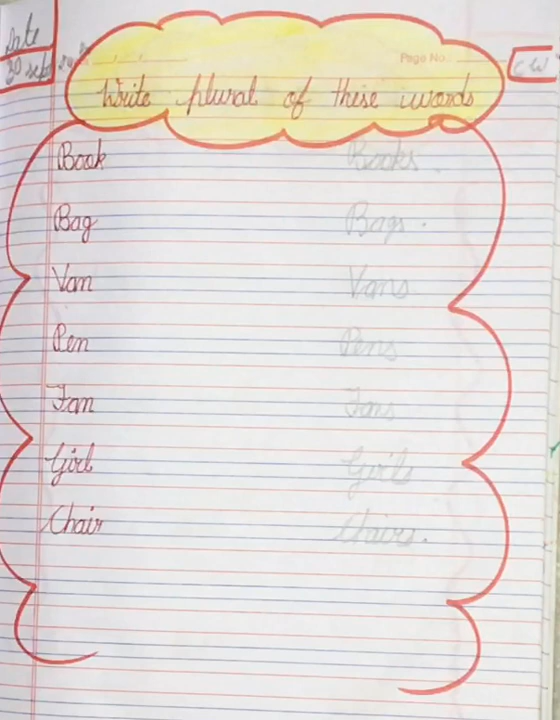 Date
30 sep
Page No.
CW
Write plural of these words
Book Books.
Bag Bags.
Van Vans
Pen Pens
Fan Fans
Girl Girls
Chair Chairs.